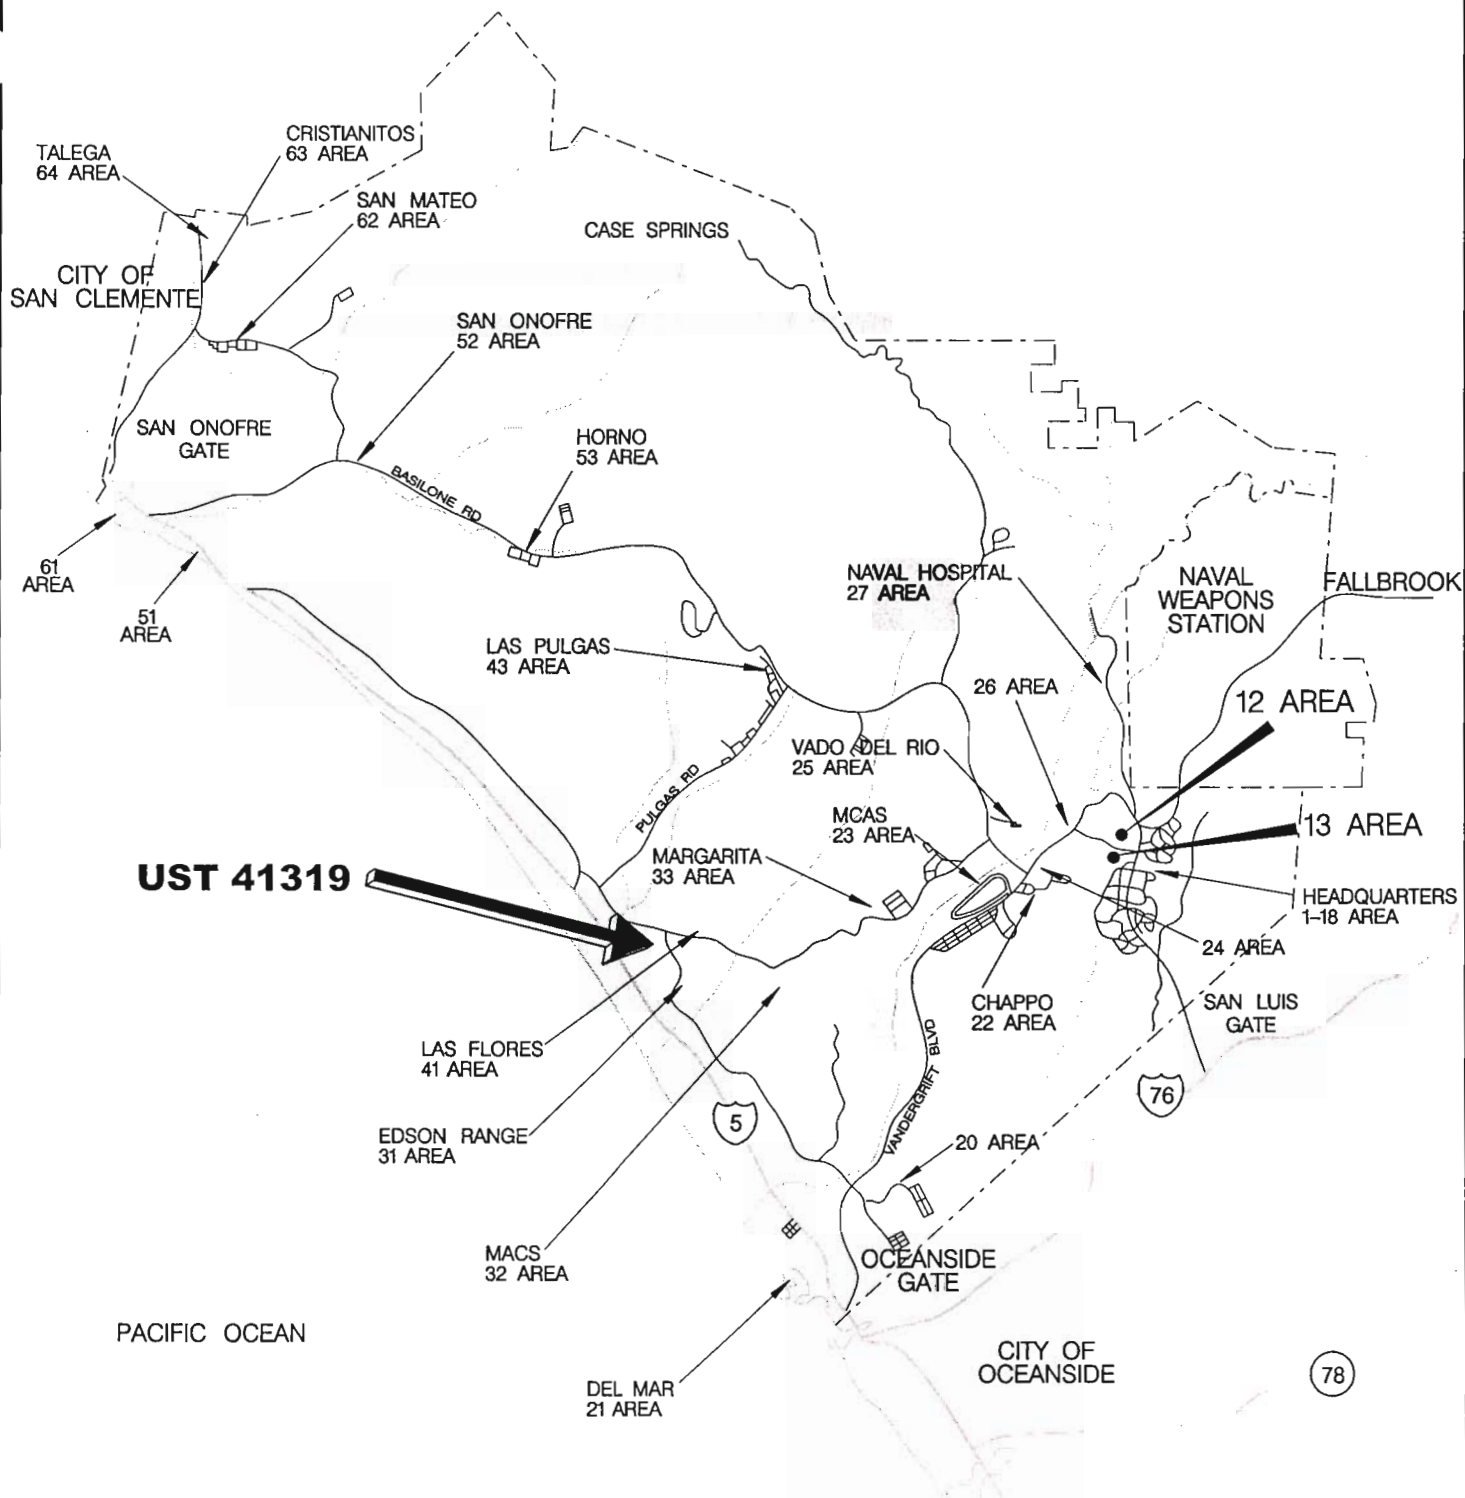 CRISTIANITOS
63 AREA
TALEGA
64 AREA
SAN MATEO
62 AREA
CASE SPRINGS
CITY OF
SAN CLEMENTE
SAN ONOFRE
52 AREA
SAN ONOFRE
GATE
HORNO
53 AREA
BASILONE RD
61
AREA
51
AREA
NAVAL HOSPITAL
27 AREA
NAVAL
WEAPONS
STATION
FALLBROOK
LAS PULGAS
43 AREA
26 AREA
12 AREA
VADO DEL RIO
25 AREA
PULGAS RD
MCAS
23 AREA
13 AREA
MARGARITA
33 AREA
UST 41319
HEADQUARTERS
1-18 AREA
24 AREA
CHAPPO
22 AREA
SAN LUIS
GATE
LAS FLORES
41 AREA
VANDERGRIFT BLVD
76
5
EDSON RANGE
31 AREA
20 AREA
MACS
32 AREA
OCEANSIDE
GATE
PACIFIC OCEAN
CITY OF
OCEANSIDE
78
DEL MAR
21 AREA